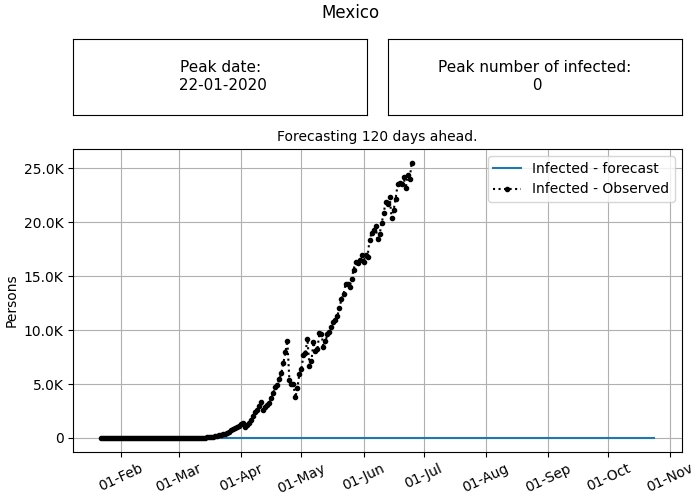 Mexico
Peak date:
22-01-2020
Peak number of infected:
0
Forecasting 120 days ahead.
Infected - forecast
Infected - Observed
25.0K
20.0K
15.0K
10.0K
5.0K
0
Persons
01-Feb
01-Mar
01-Apr
01-May
01-Jun
01-Jul
01-Aug
01-Sep
01-Oct
01-Nov